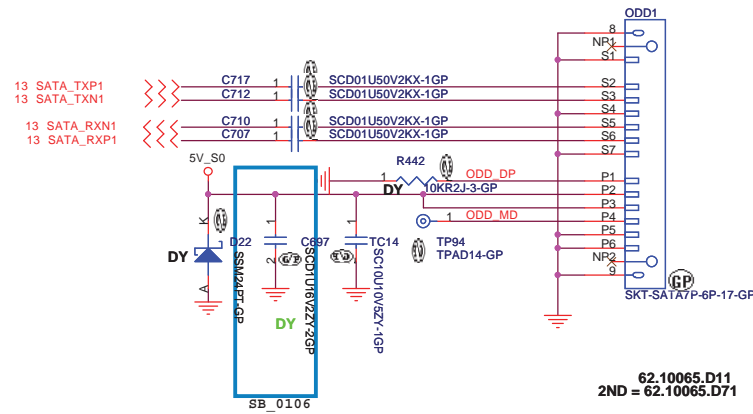 ODD1
8
NP1
S1
13 SATA_TXP1 C717 1 SCD01U50V2KX-1GP S2
13 SATA_TXN1 C712 1 SCD01U50V2KX-1GP S3
S4
13 SATA_RXN1 C710 1 SCD01U50V2KX-1GP S5
13 SATA_RXP1 C707 1 SCD01U50V2KX-1GP S6
S7
5V_S0
R442
1 ODD_DP P1
DY 10KR2J-3-GP P2
P3
1 ODD_MD P4
TP94
TPAD14-GP
P5
P6
NP2
9
GP
SKT-SATA7P-6P-17-GP
K
DY D22
A
SSM24PT-GP
1
C697
2
SCD1U16V2ZY-2GP
DY
1
TC14
2
SC10U10V5ZY-1GP
SB_0106
62.10065.D11
2ND = 62.10065.D71